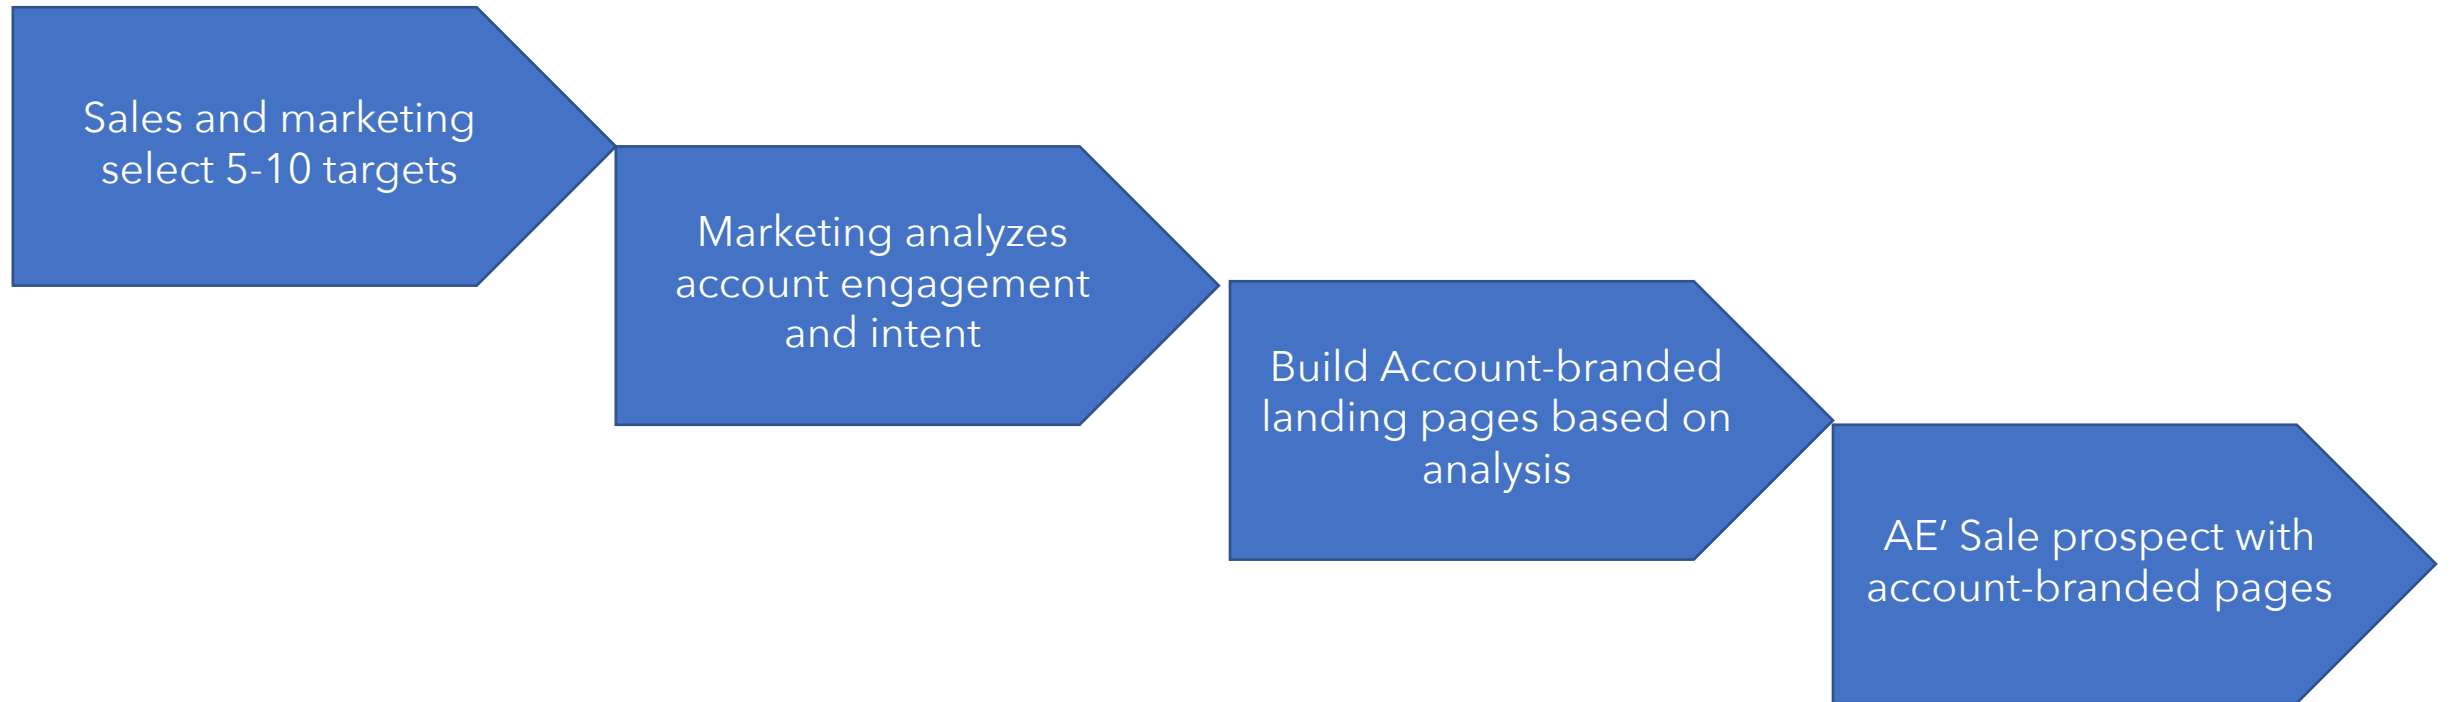 Sales and marketing
select 5-10 targets
Marketing analyzes
account engagement
and intent
Build Account-branded
landing pages based on
analysis
AE’ Sale prospect with
account-branded pages